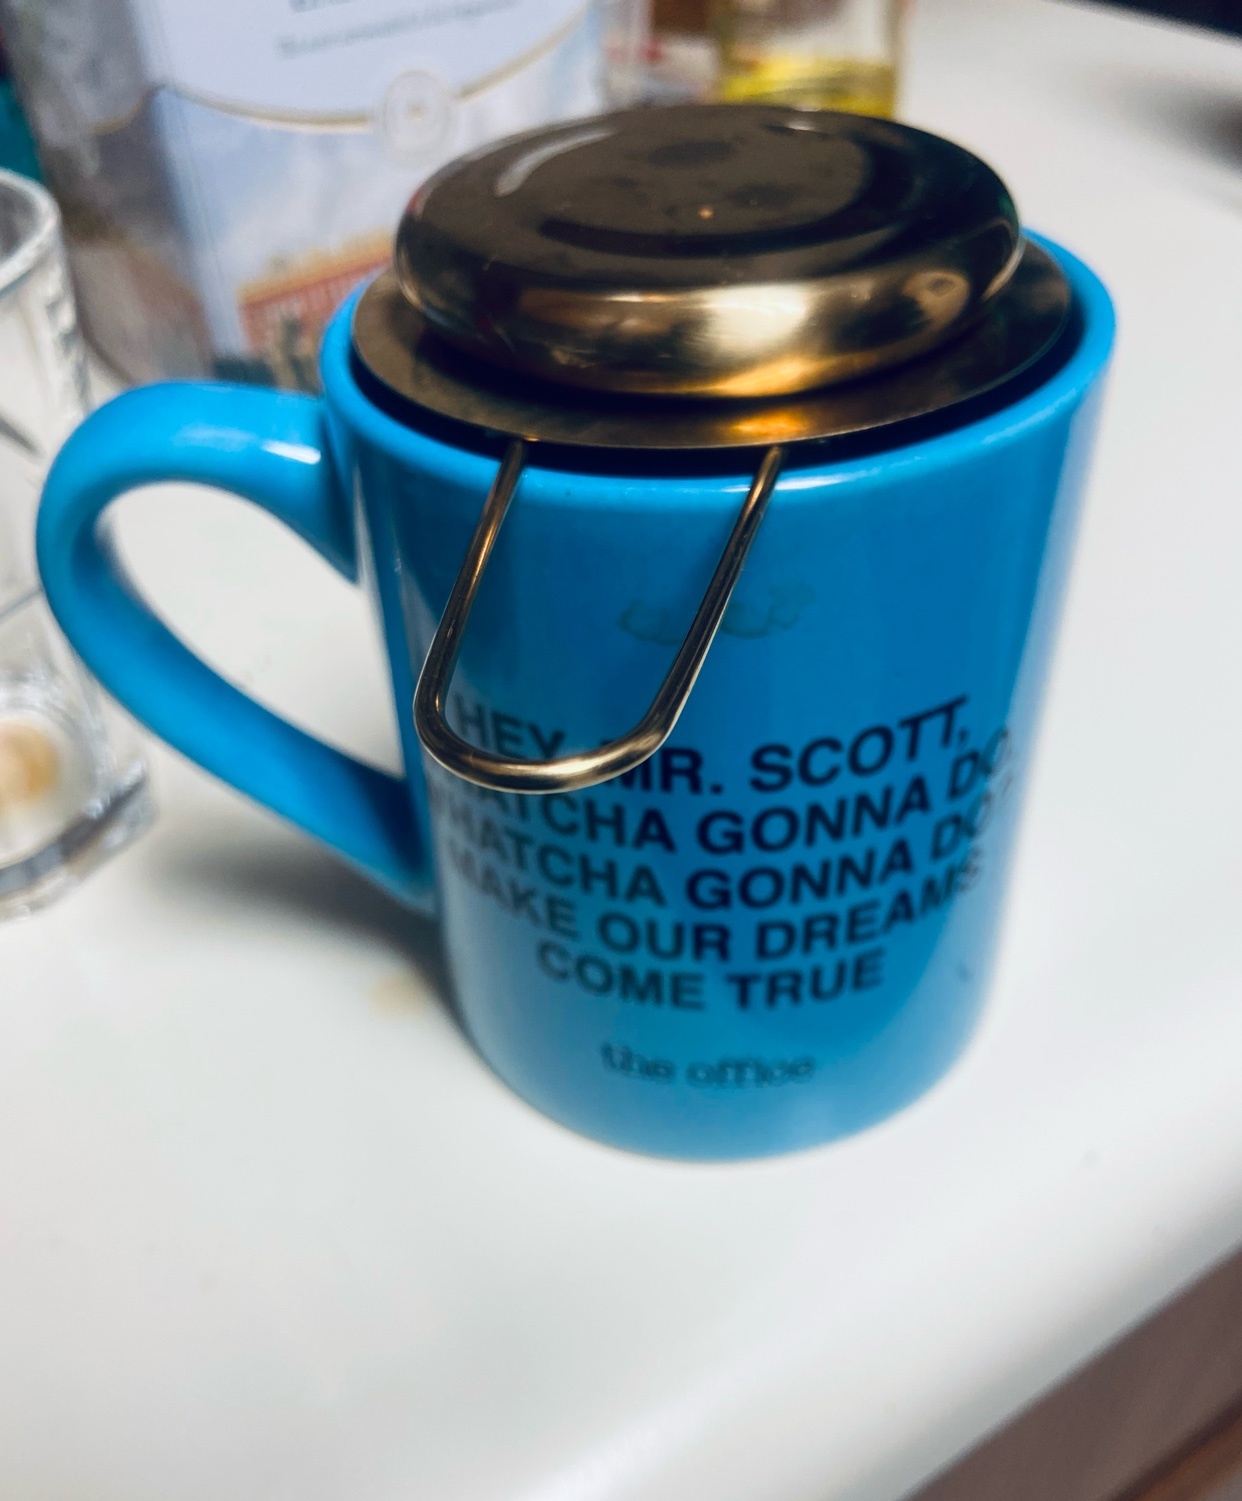 HEY, MR. SCOTT,
WHATCHA GONNA DO,
WHATCHA GONNA DO?
MAKE OUR DREAMS
COME TRUE
the office